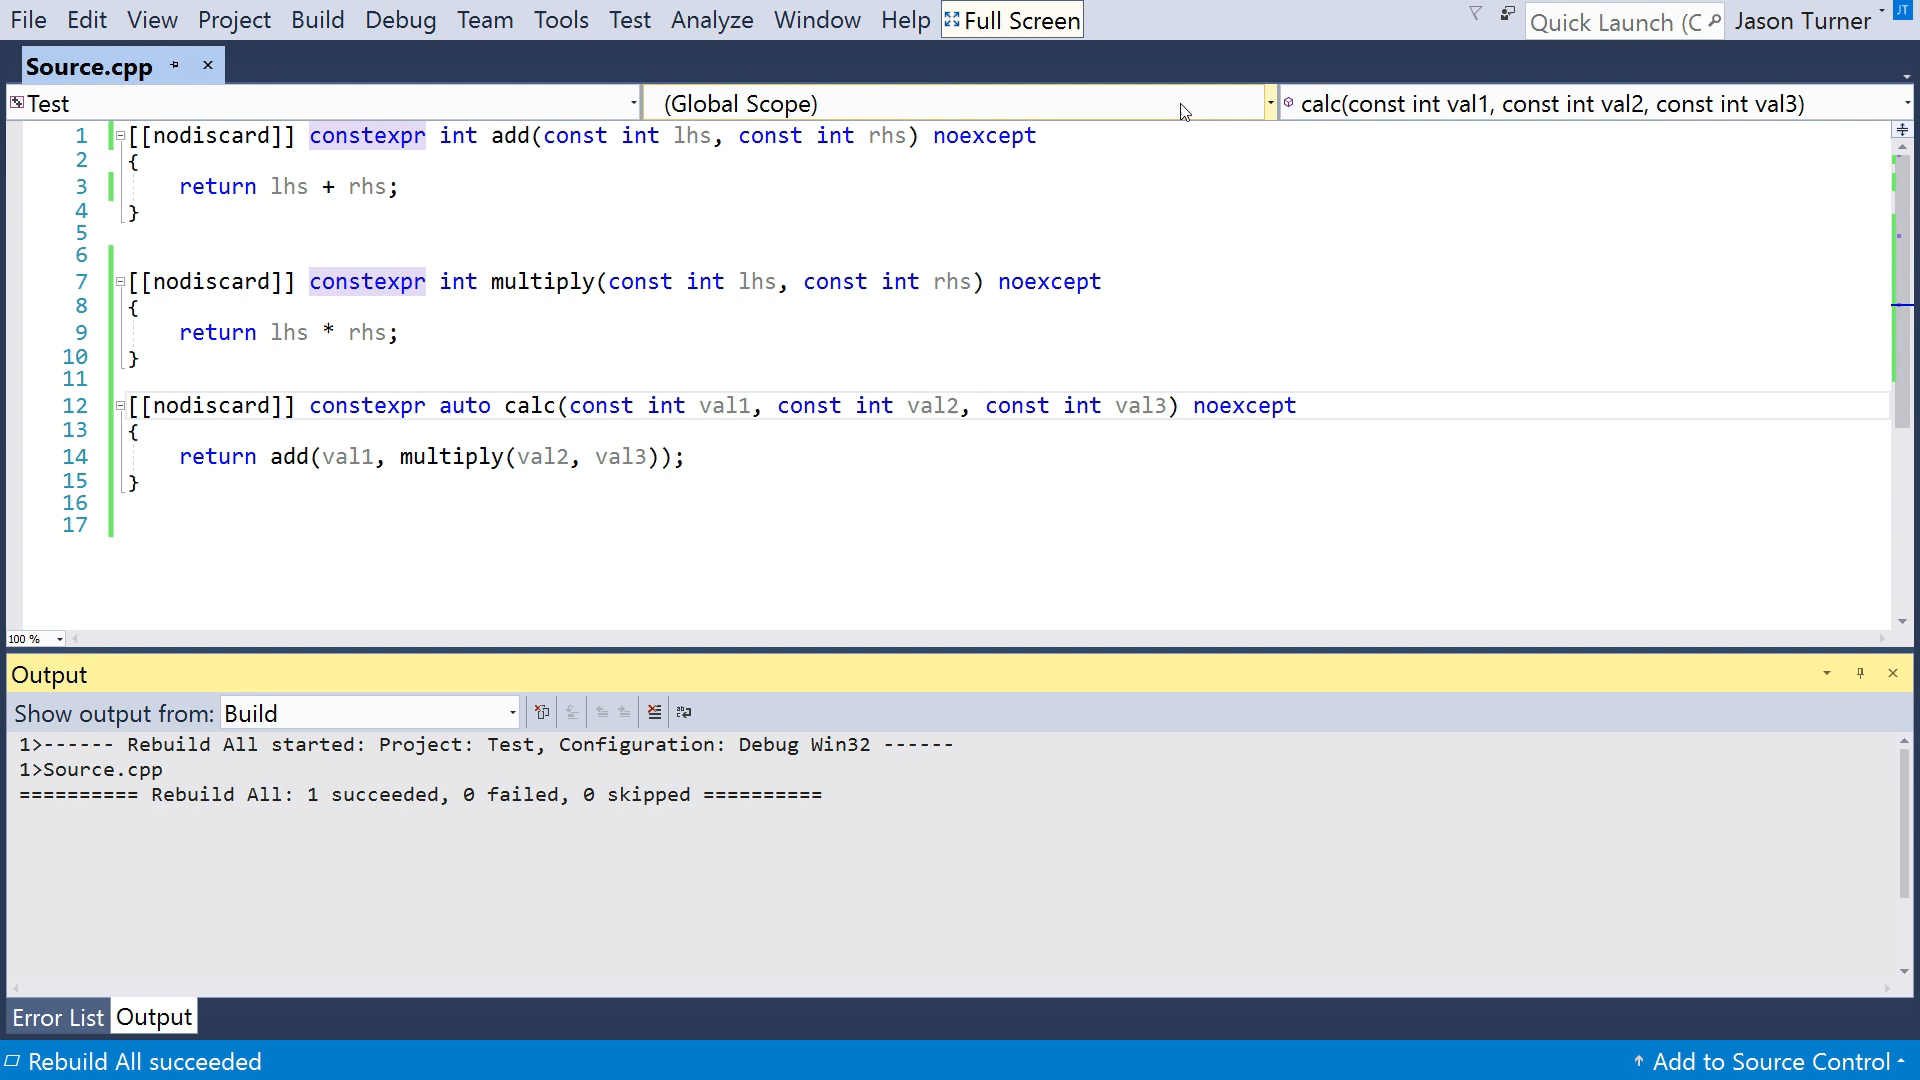 File Edit View Project Build Debug Team Tools Test Analyze Window Help Full Screen Quick Launch (C Jason Turner JT
Source.cpp
Test (Global Scope) calc(const int val1, const int val2, const int val3)
1 [[nodiscard]] constexpr int add(const int lhs, const int rhs) noexcept
2 {
3 return lhs + rhs;
4 }
5
6
7 [[nodiscard]] constexpr int multiply(const int lhs, const int rhs) noexcept
8 {
9 return lhs * rhs;
10 }
11
12 [[nodiscard]] constexpr auto calc(const int val1, const int val2, const int val3) noexcept
13 {
14 return add(val1, multiply(val2, val3));
15 }
16
17
100 %
Output
Show output from: Build
1>------ Rebuild All started: Project: Test, Configuration: Debug Win32 ------
1>Source.cpp
========== Rebuild All: 1 succeeded, 0 failed, 0 skipped ==========
Error List Output
Rebuild All succeeded Add to Source Control